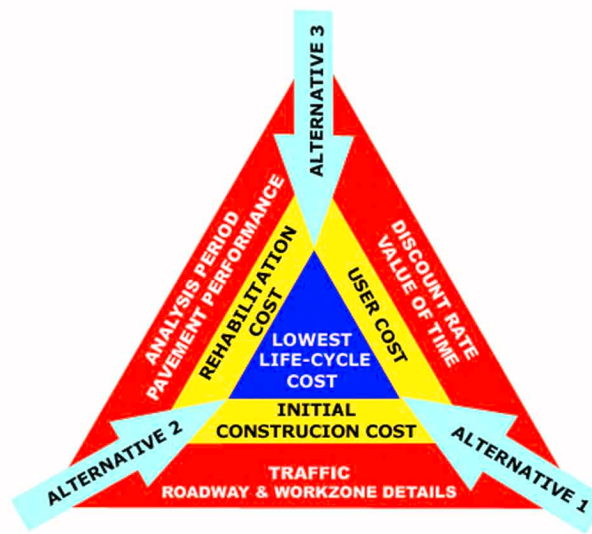 ALTERNATIVE 3
ANALYSIS PERIOD
PAVEMENT PERFORMANCE
REHABILITATION
COST
DISCOUNT RATE
VALUE OF TIME
USER COST
LOWEST
LIFE-CYCLE
COST
INITIAL
CONSTRUCION COST
ALTERNATIVE 2
ALTERNATIVE 1
TRAFFIC
ROADWAY & WORKZONE DETAILS